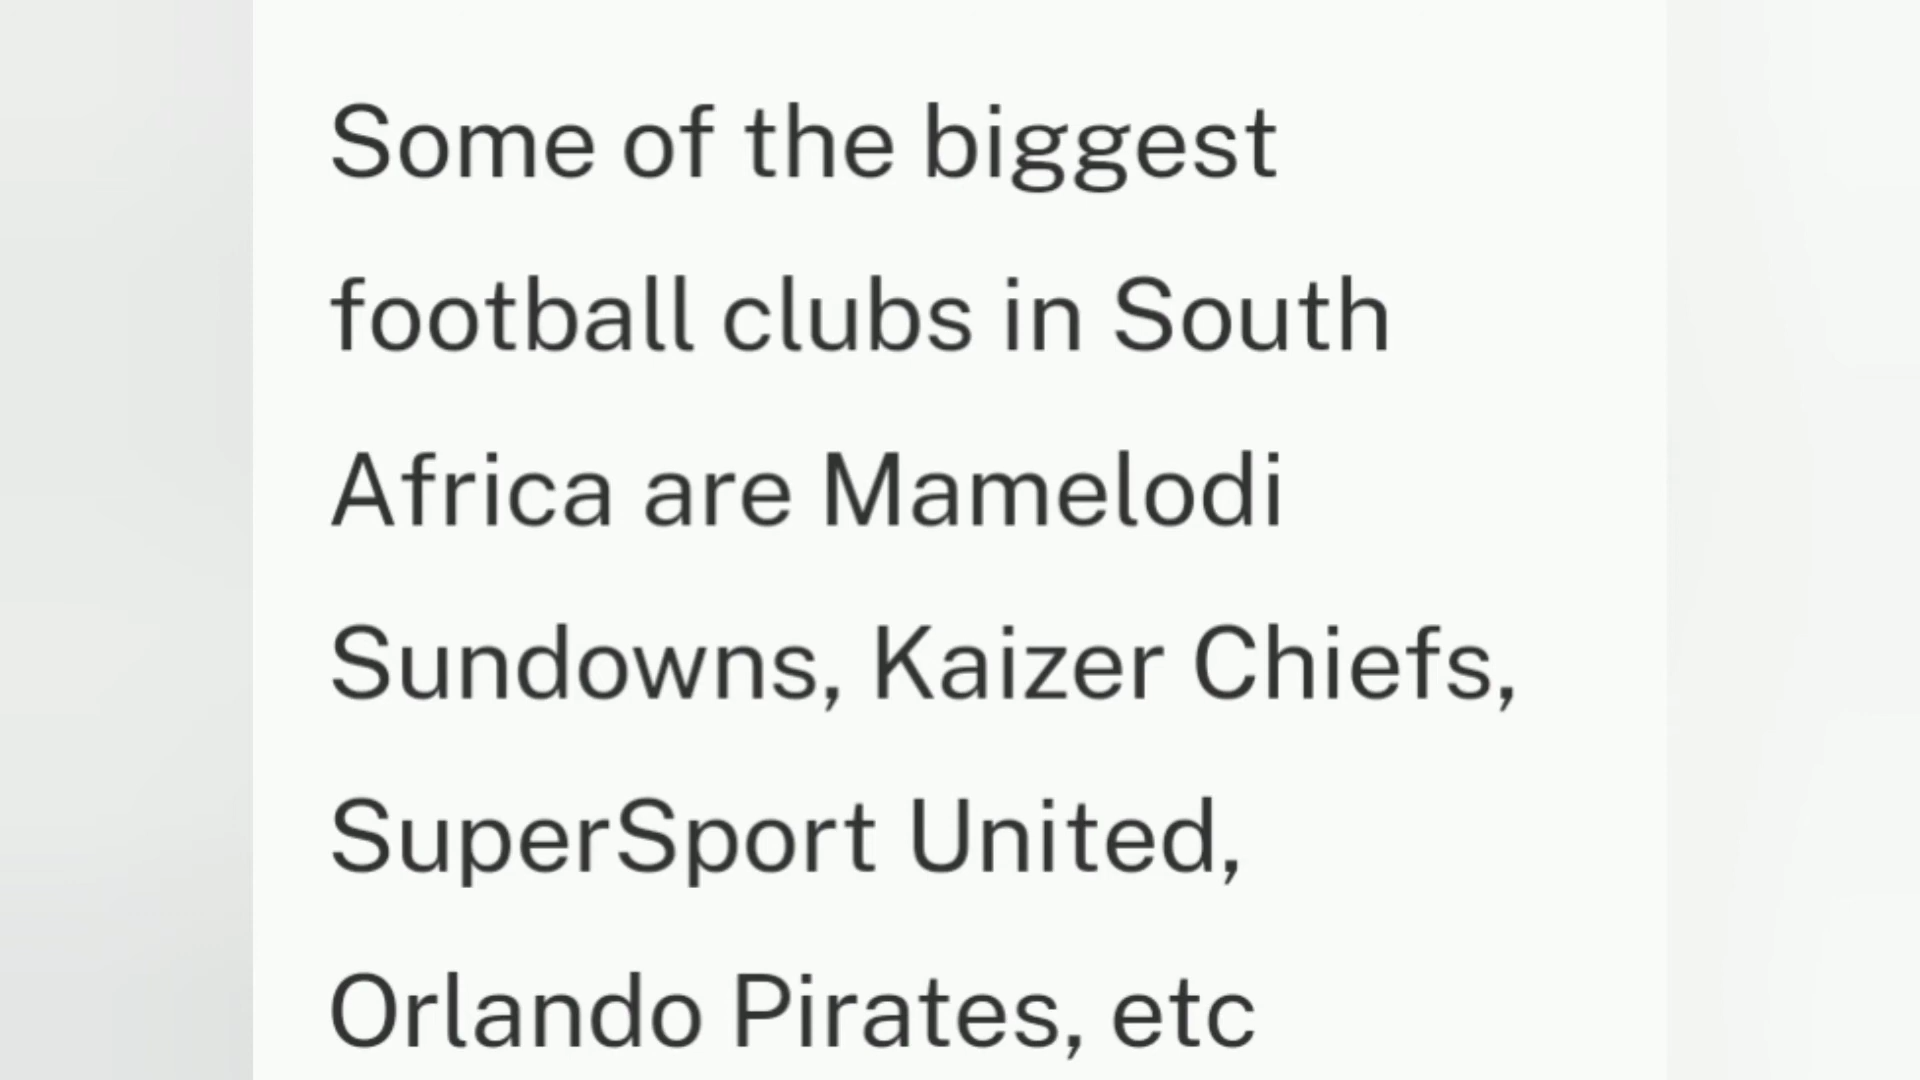 Some of the biggest
football clubs in South
Africa are Mamelodi
Sundowns, Kaizer Chiefs,
SuperSport United,
Orlando Pirates, etc